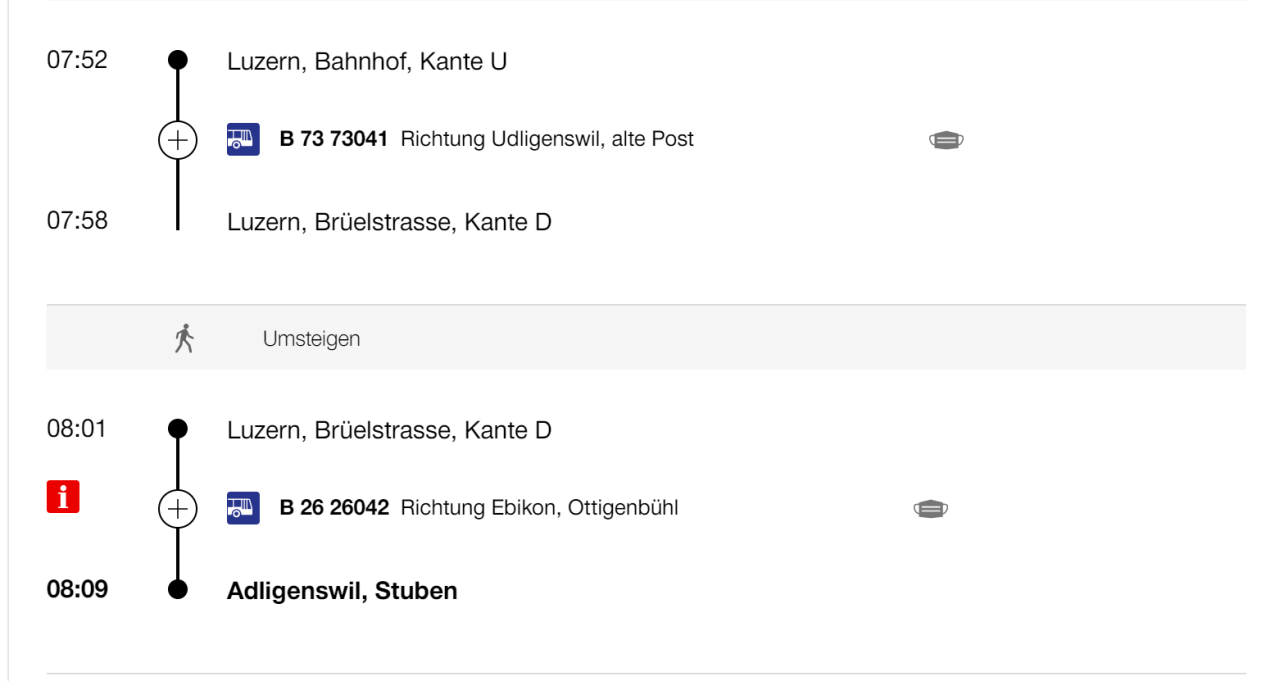 07:52 Luzern, Bahnhof, Kante U
B 73 73041 Richtung Udligenswil, alte Post
07:58 Luzern, Brüelstrasse, Kante D
Umsteigen
08:01 Luzern, Brüelstrasse, Kante D
i B 26 26042 Richtung Ebikon, Ottigenbühl
08:09 Adligenswil, Stuben